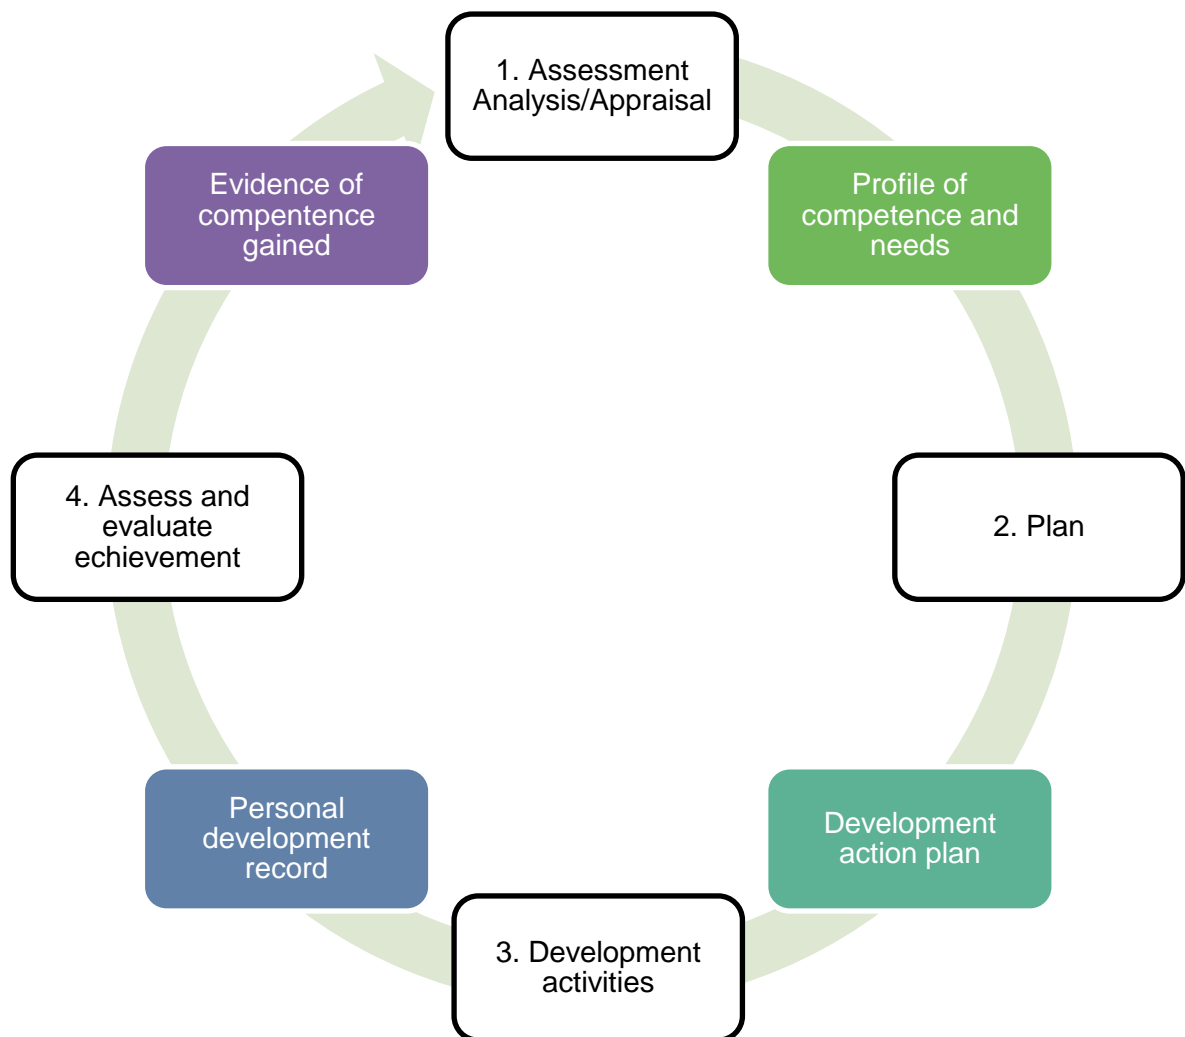 1. Assessment
Analysis/Appraisal
Profile of
competence and
needs
2. Plan
Development
action plan
3. Development
activities
Personal
development
record
4. Assess and
evaluate
echievement
Evidence of
compentence
gained